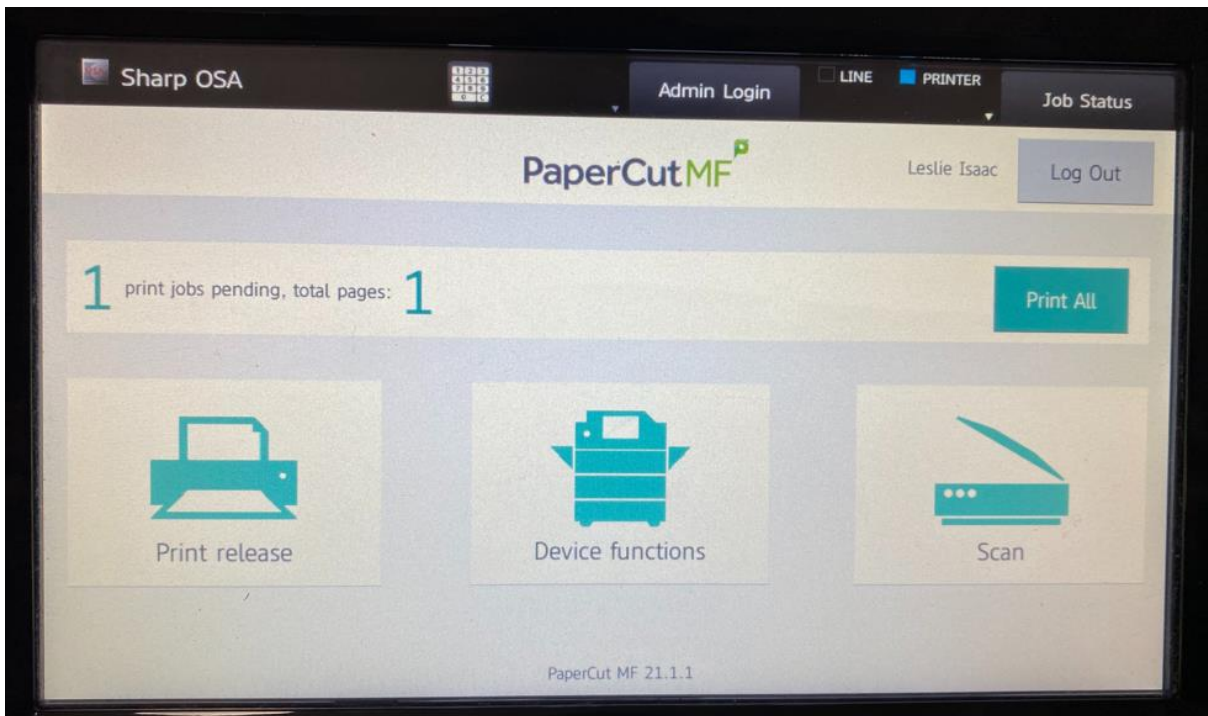 Sharp OSA
Admin Login
LINE
PRINTER
Job Status
PaperCut MF
Leslie Isaac
Log Out
1 print jobs pending, total pages: 1
Print All
Print release
Device functions
Scan
PaperCut MF 21.1.1